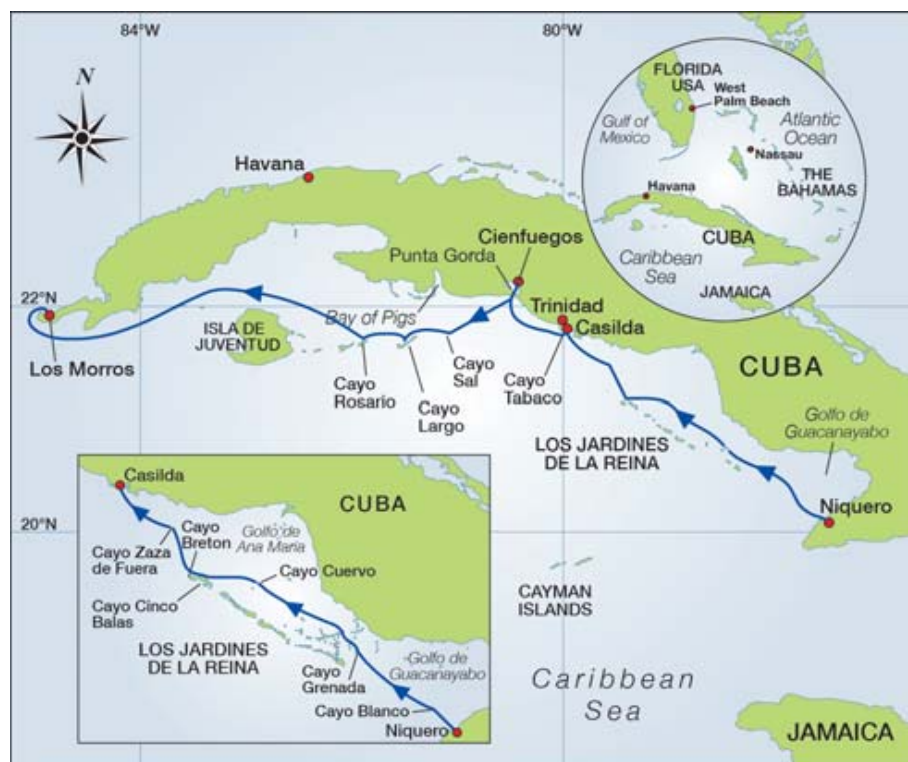 84°W
80°W
N
Havana
Cienfuegos
Punta Gorda
22°N
Trinidad
Casilda
Bay of Pigs
ISLA DE
JUVENTUD
Los Morros
Cayo
Rosario
Cayo
Largo
Cayo
Sal
Cayo
Tabaco
CUBA
Golfo de
Guacanayabo
LOS JARDINES
DE LA REINA
Niquero
20°N
CAYMAN
ISLANDS
Caribbean
Sea
JAMAICA
FLORIDA
USA
West
Palm Beach
Gulf of
Mexico
Atlantic
Ocean
Nassau
THE
BAHAMAS
Havana
CUBA
Caribbean
Sea
JAMAICA
Casilda
CUBA
Cayo
Breton
Golfo de
Ana Maria
Cayo Zaza
de Fuera
Cayo Cuervo
Cayo Cinco
Balas
LOS JARDINES
DE LA REINA
Golfo de
Guacanayabo
Cayo
Grenada
Cayo Blanco
Niquero